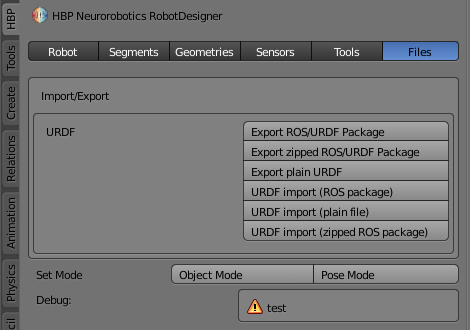 HBP Neurorobotics RobotDesigner
Robot Segments Geometries Sensors Tools Files
Import/Export
URDF
Export ROS/URDF Package
Export zipped ROS/URDF Package
Export plain URDF
URDF import (ROS package)
URDF import (plain file)
URDF import (zipped ROS package)
Set Mode Object Mode Pose Mode
Debug: test
HBP
Tools
Create
Relations
Animation
Physics
cil